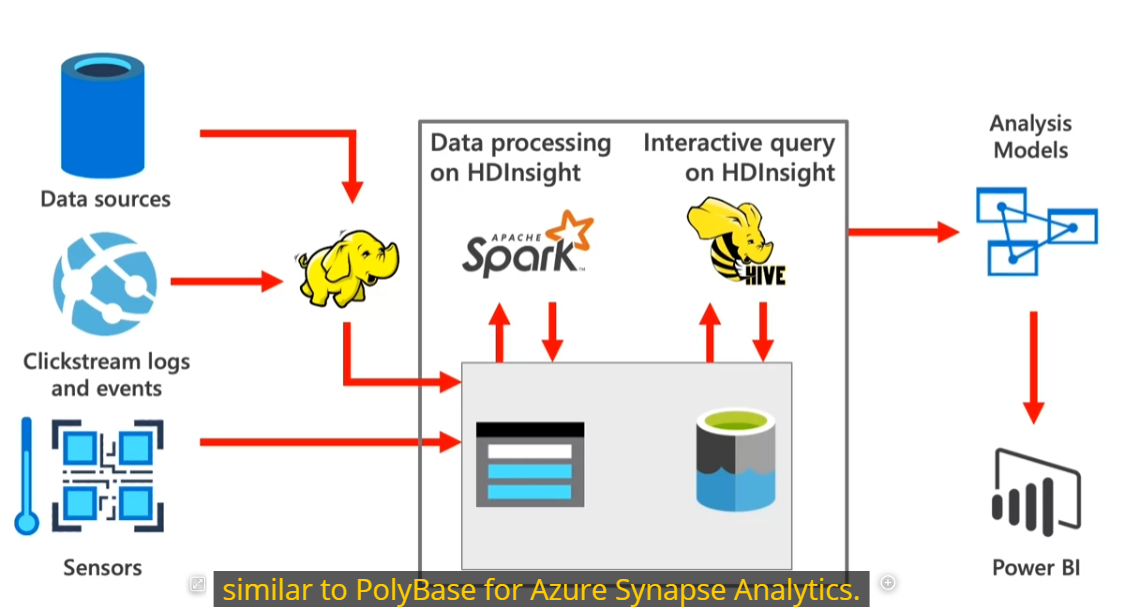 Data sources
Clickstream logs
and events
Sensors
Data processing
on HDInsight
APACHE
Spark
TM
Interactive query
on HDInsight
HIVE
Analysis
Models
Power BI
similar to PolyBase for Azure Synapse Analytics.